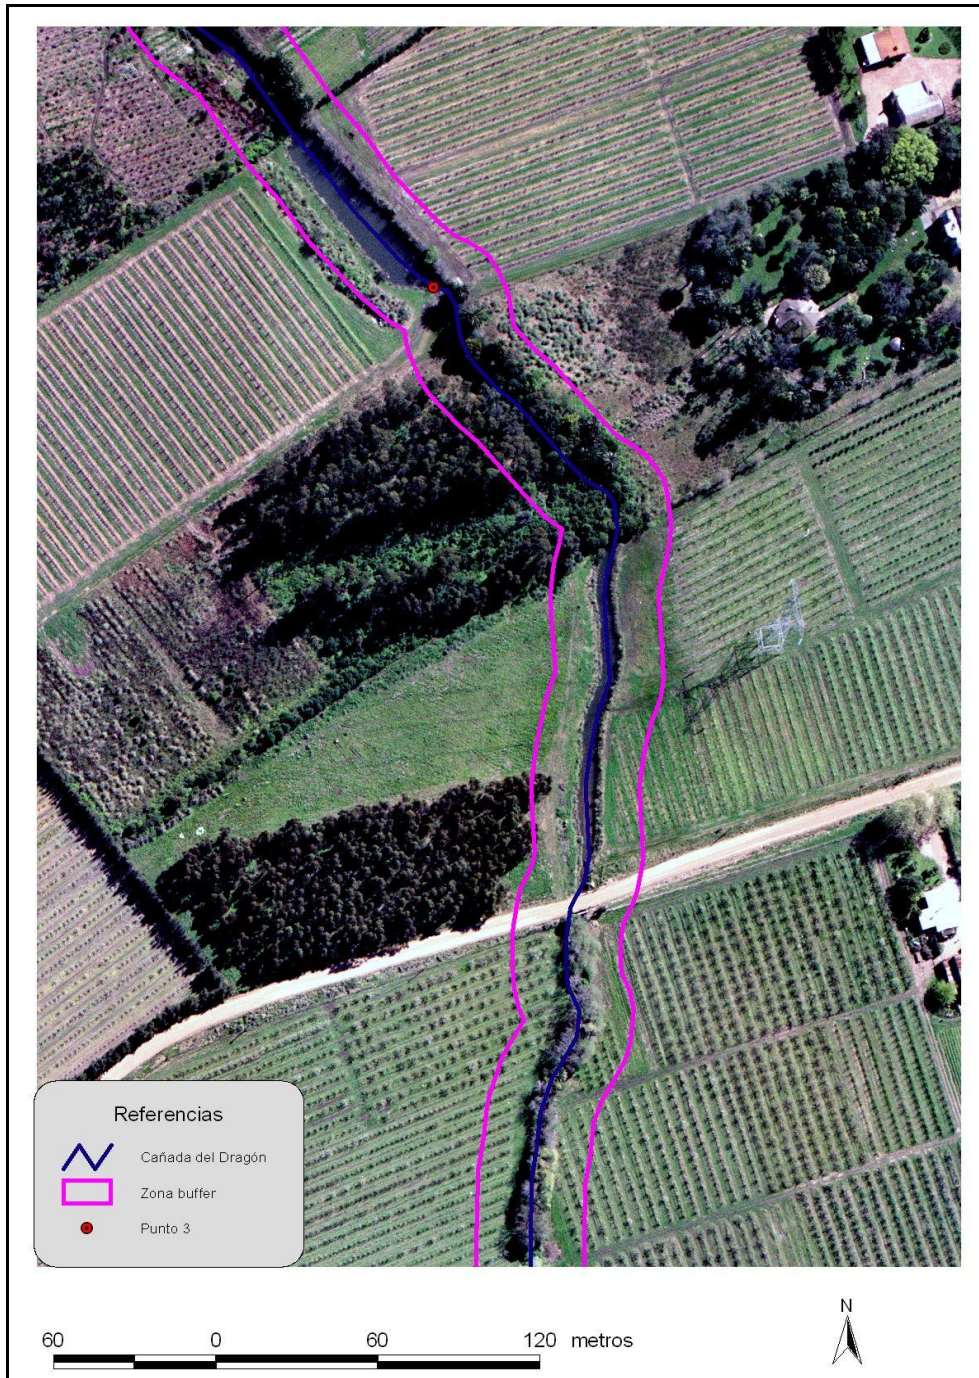 Referencias
Cañada del Dragón
Zona buffer
Punto 3
60 0 60 120 metros
N